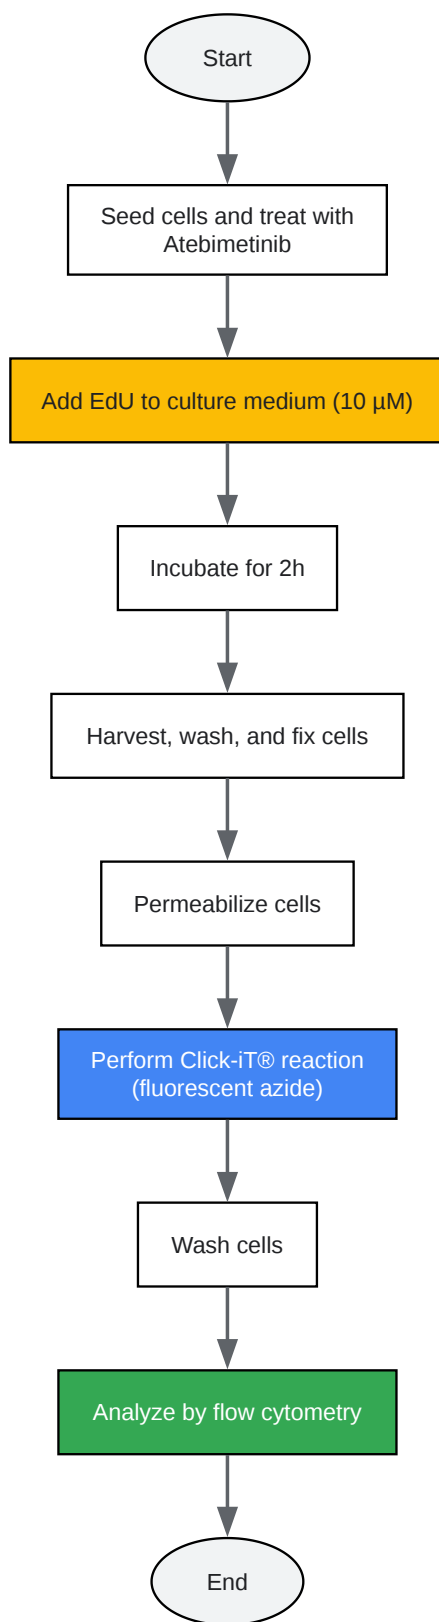 Start
Seed cells and treat with
Atebimetinib
Add EdU to culture medium (10 µM)
Incubate for 2h
Harvest, wash, and fix cells
Permeabilize cells
Perform Click-iT® reaction
(fluorescent azide)
Wash cells
Analyze by flow cytometry
End